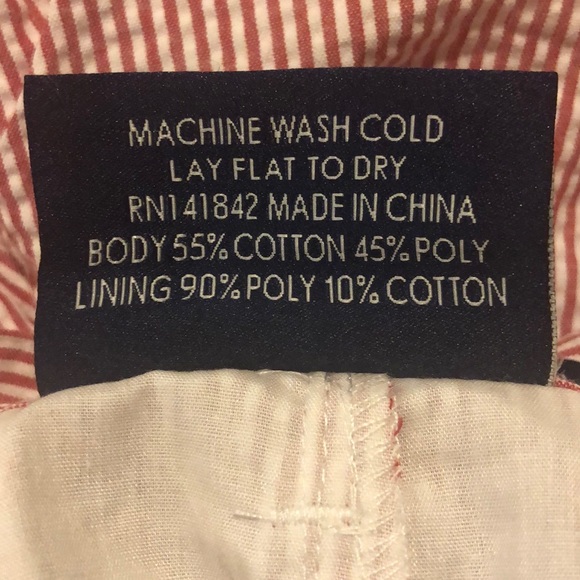 MACHINE WASH COLD
LAY FLAT TO DRY
RN141842 MADE IN CHINA
BODY 55% COTTON 45% POLY
LINING 90% POLY 10% COTTON